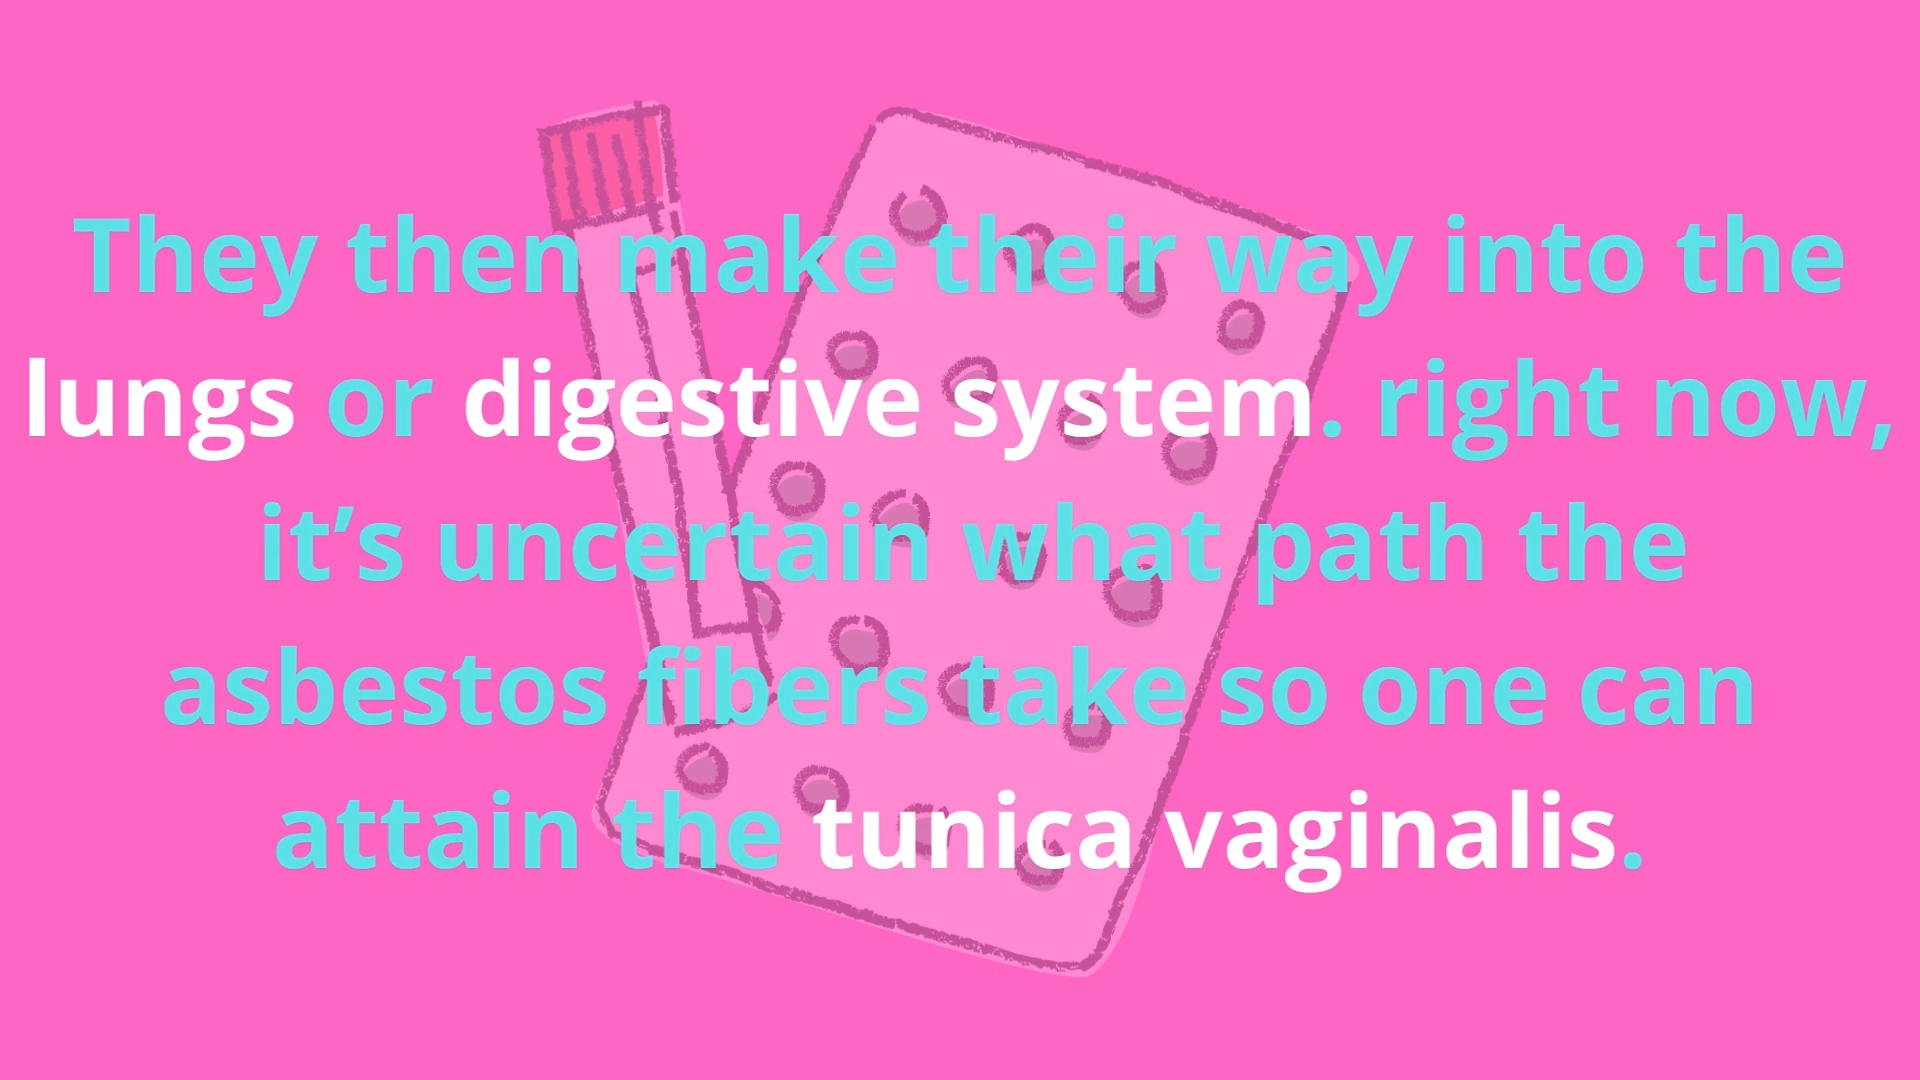 They then make their way into the
lungs or digestive system. right now,
it’s uncertain what path the
asbestos fibers take so one can
attain the tunica vaginalis.